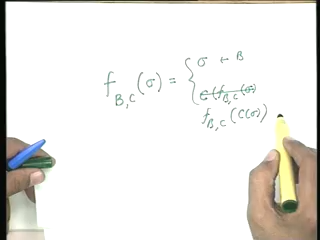 f_{B,C}(σ) = { σ ← B
C(f_{B,C}(σ))
f_{B,C}(C(σ))